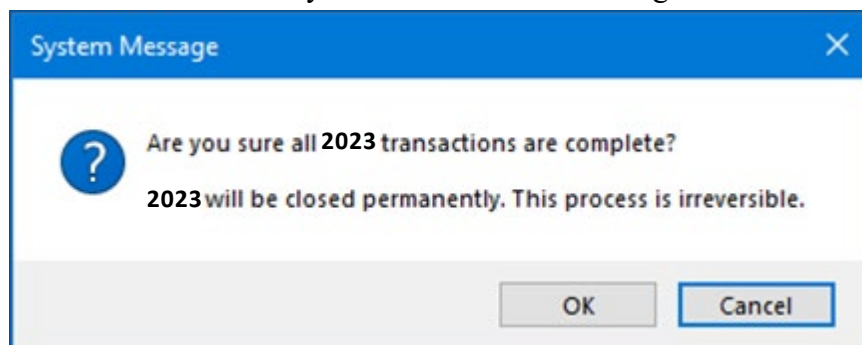 System Message
Are you sure all 2023 transactions are complete?
2023 will be closed permanently. This process is irreversible.
OK
Cancel